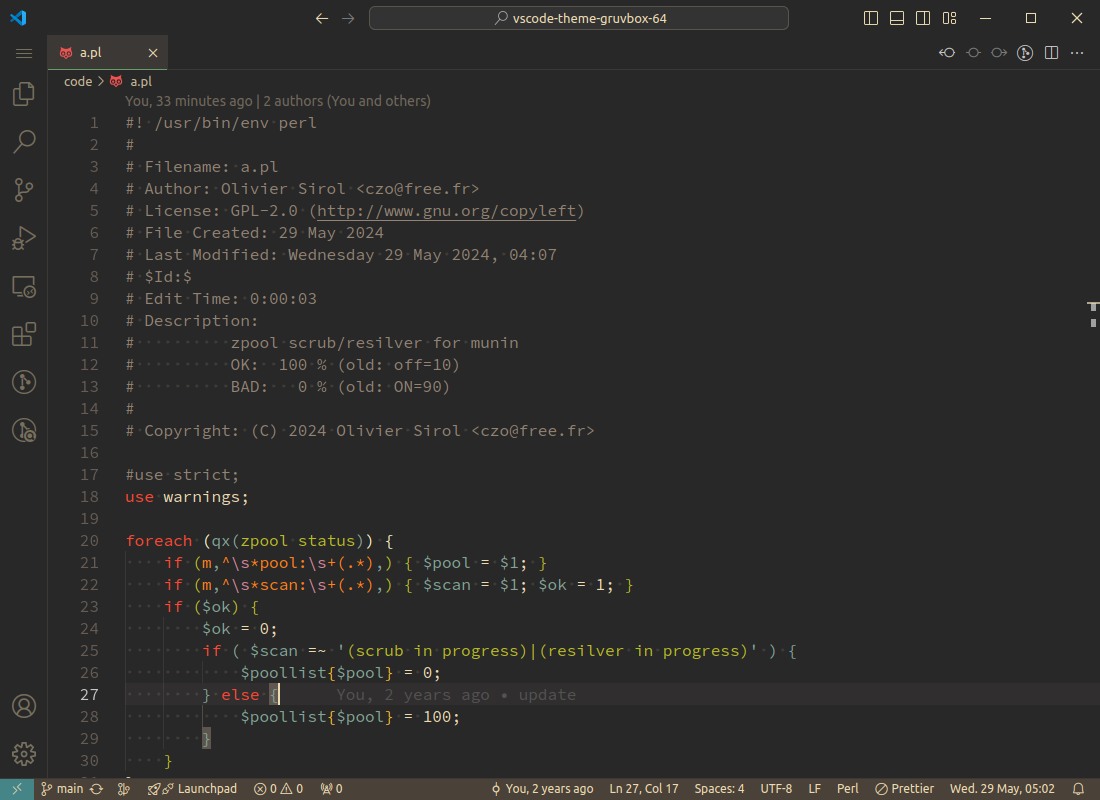 vscode-theme-gruvbox-64
a.pl
code > a.pl
You, 33 minutes ago | 2 authors (You and others)
1 #! /usr/bin/env perl
2 #
3 # Filename: a.pl
4 # Author: Olivier Sirol <czo@free.fr>
5 # License: GPL-2.0 (http://www.gnu.org/copyleft)
6 # File Created: 29 May 2024
7 # Last Modified: Wednesday 29 May 2024, 04:07
8 # $Id:$
9 # Edit Time: 0:00:03
10 # Description:
11 #          zpool scrub/resilver for munin
12 #          OK:  100 % (old: off=10)
13 #          BAD:   0 % (old: ON=90)
14 #
15 # Copyright: (C) 2024 Olivier Sirol <czo@free.fr>
16
17 #use strict;
18 use warnings;
19
20 foreach (qx(zpool status)) {
21     if (m,^\s*pool:\s+(.*),) { $pool = $1; }
22     if (m,^\s*scan:\s+(.*),) { $scan = $1; $ok = 1; }
23     if ($ok) {
24         $ok = 0;
25         if ( $scan =~ '(scrub in progress)|(resilver in progress)' ) {
26             $poollist{$pool} = 0;
27         } else {      You, 2 years ago • update
28             $poollist{$pool} = 100;
29         }
30     }
main Launchpad 0 0 0 You, 2 years ago Ln 27, Col 17 Spaces: 4 UTF-8 LF Perl Prettier Wed. 29 May, 05:02